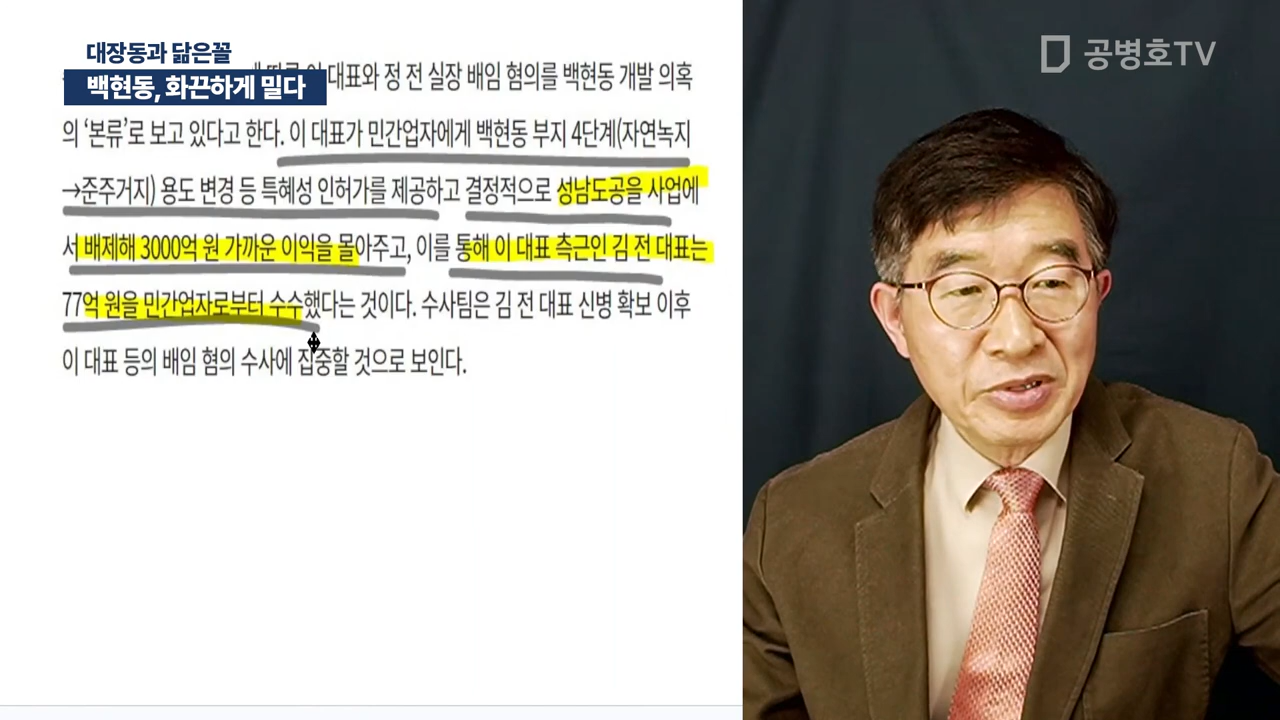 대장동과 닮은꼴
백현동, 화끈하게 밀다
대표와 정 전 실장 배임 혐의를 백현동 개발 의혹
의 ‘본류’로 보고 있다고 한다. 이 대표가 민간업자에게 백현동 부지 4단계(자연녹지
→준주거지) 용도 변경 등 특혜성 인허가를 제공하고 결정적으로 성남도공을 사업에
서 배제해 3000억 원 가까운 이익을 몰아주고, 이를 통해 이 대표 측근인 김 전 대표는
77억 원을 민간업자로부터 수수했다는 것이다. 수사팀은 김 전 대표 신병 확보 이후
이 대표 등의 배임 혐의 수사에 집중할 것으로 보인다.
공병호TV